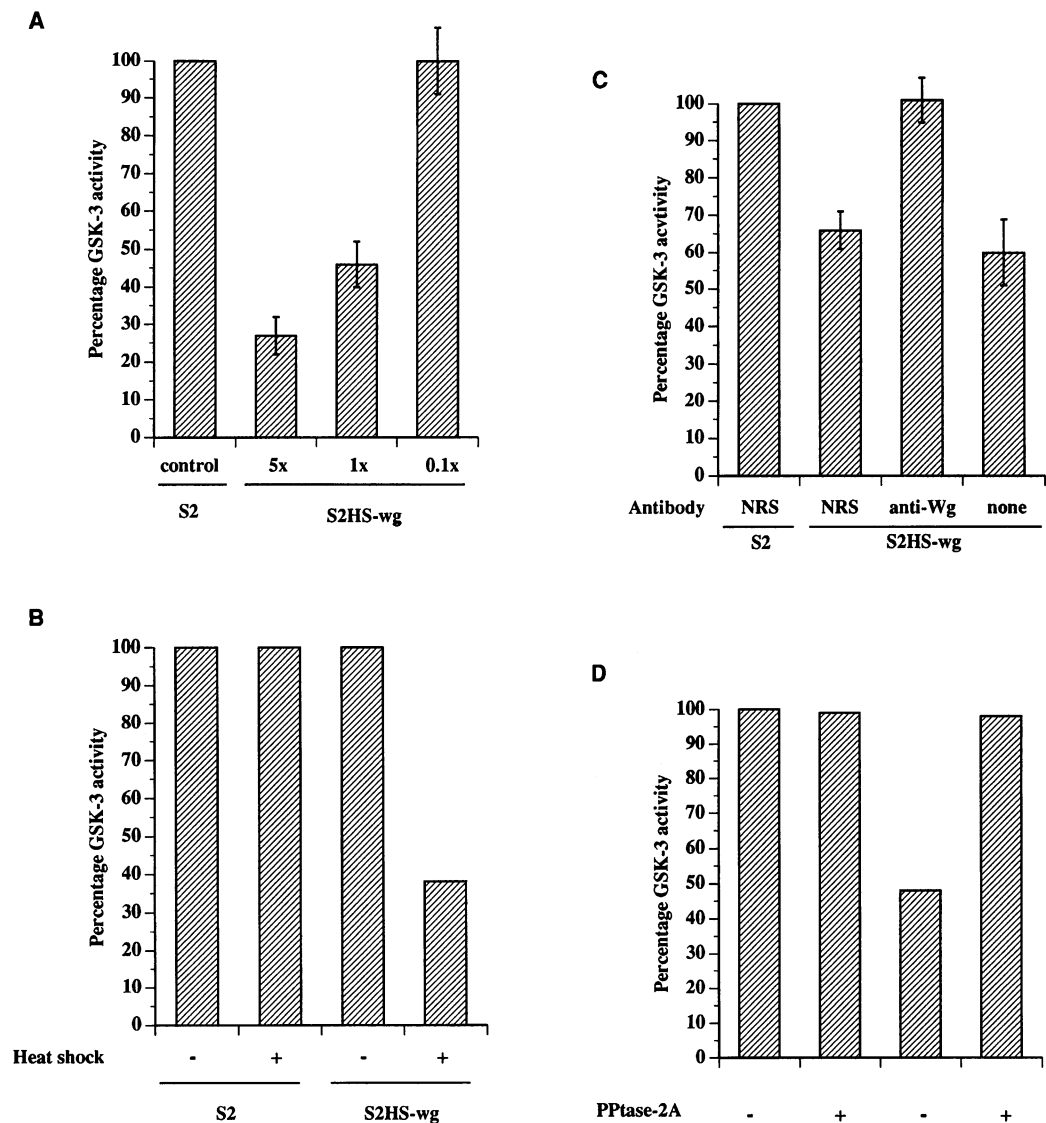 A
Percentage GSK-3 activity
100
90
80
70
60
50
40
30
20
10
0
control 5x 1x 0.1x
S2 S2HS-wg
B
Percentage GSK-3 activity
100
90
80
70
60
50
40
30
20
10
0
Heat shock - + - +
S2 S2HS-wg
C
Percentage GSK-3 acvtivity
100
90
80
70
60
50
40
30
20
10
0
Antibody NRS NRS anti-Wg none
S2 S2HS-wg
D
Percentage GSK-3 activity
100
90
80
70
60
50
40
30
20
10
0
PPtase-2A - + - +